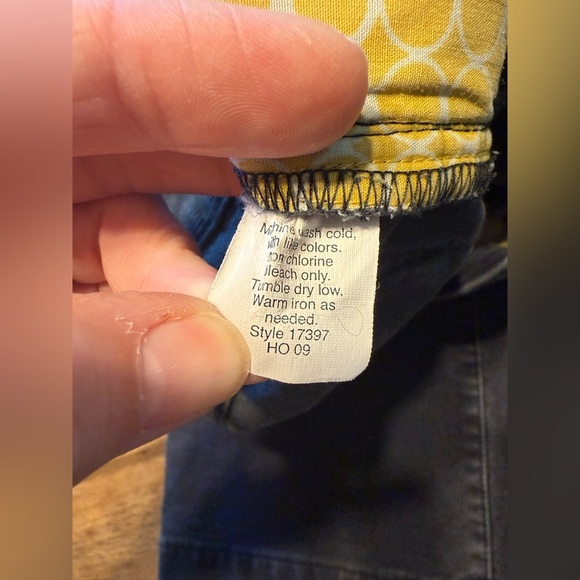 Machine wash cold,
with like colors.
Non chlorine
bleach only.
Tumble dry low.
Warm iron as
needed.
Style 17397
HO 09